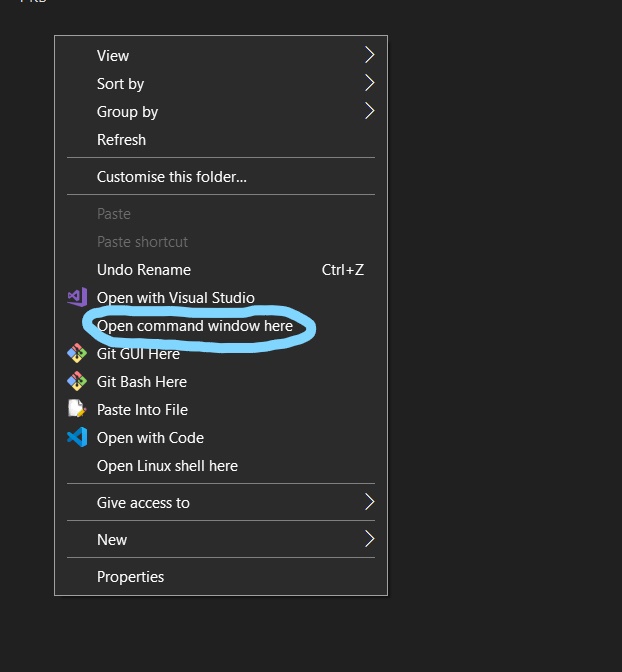 View
Sort by
Group by
Refresh
Customise this folder...
Paste
Paste shortcut
Undo Rename Ctrl+Z
Open with Visual Studio
Open command window here
Git GUI Here
Git Bash Here
Paste Into File
Open with Code
Open Linux shell here
Give access to
New
Properties